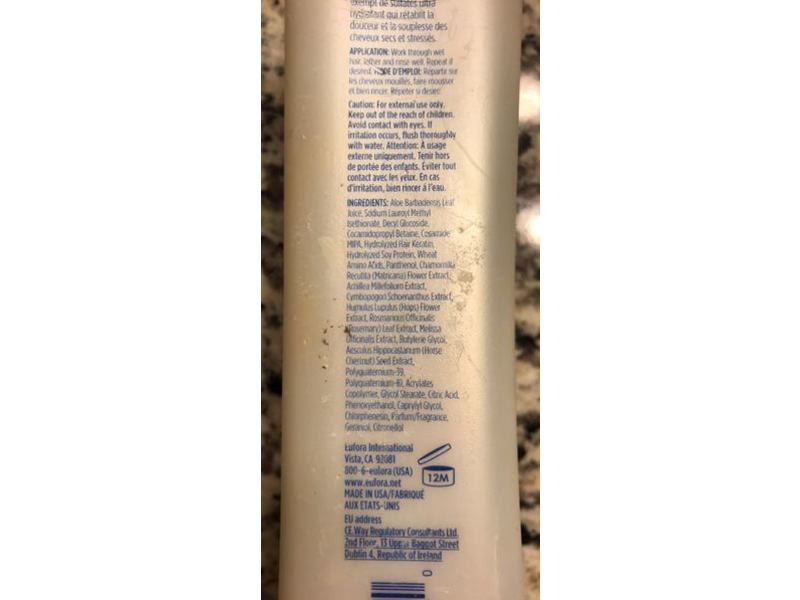 exempt de sulfates ultra
hydratant qui rétablit la
douceur et la souplesse des
cheveux secs et stressés.
APPLICATION: Work through wet
hair, lather and rinse well. Repeat if
desired. D'EMPLOI: Répartir sur
les cheveux mouillés, faire mousser
et bien rincer. Répéter si désiré.
Caution: For external use only.
Keep out of the reach of children.
Avoid contact with eyes. If
irritation occurs, flush thoroughly
with water. Attention: À usage
externe uniquement. Tenir hors
de portée des enfants. Éviter tout
contact avec les yeux. En cas
d'irritation, bien rincer à l'eau.
INGREDIENTS: Aloe Barbadensis Leaf
Juice, Sodium Lauroyl Methyl
Isethionate, Decyl Glucoside,
Cocamidopropyl Betaine, Cocamide
MIPA, Hydrolyzed Hair Keratin,
Hydrolyzed Soy Protein, Wheat
Amino Acids, Panthenol, Chamomilla
Recutita (Matricaria) Flower Extract,
Achillea Millefolium Extract,
Cymbopogon Schoenanthus Extract,
Humulus Lupulus (Hops) Flower
Extract, Rosmarinus Officinalis
(Rosemary) Leaf Extract, Melissa
Officinalis Extract, Butylene Glycol,
Aesculus Hippocastanum (Horse
Chestnut) Seed Extract,
Polyquaternium-39,
Polyquaternium-10, Acrylates
Copolymer, Glycol Stearate, Citric Acid,
Phenoxyethanol, Caprylyl Glycol,
Chlorphenesin, Parfum/Fragrance,
Geraniol, Citronellol
Eufora International
Vista, CA 92081
800-6-eufora (USA)
www.eufora.net
12M
MADE IN USA/FABRIQUÉ
AUX ETATS-UNIS
EU address
CE Way Regulatory Consultants Ltd.
2nd Floor, 13 Upper Baggot Street
Dublin 4, Republic of Ireland